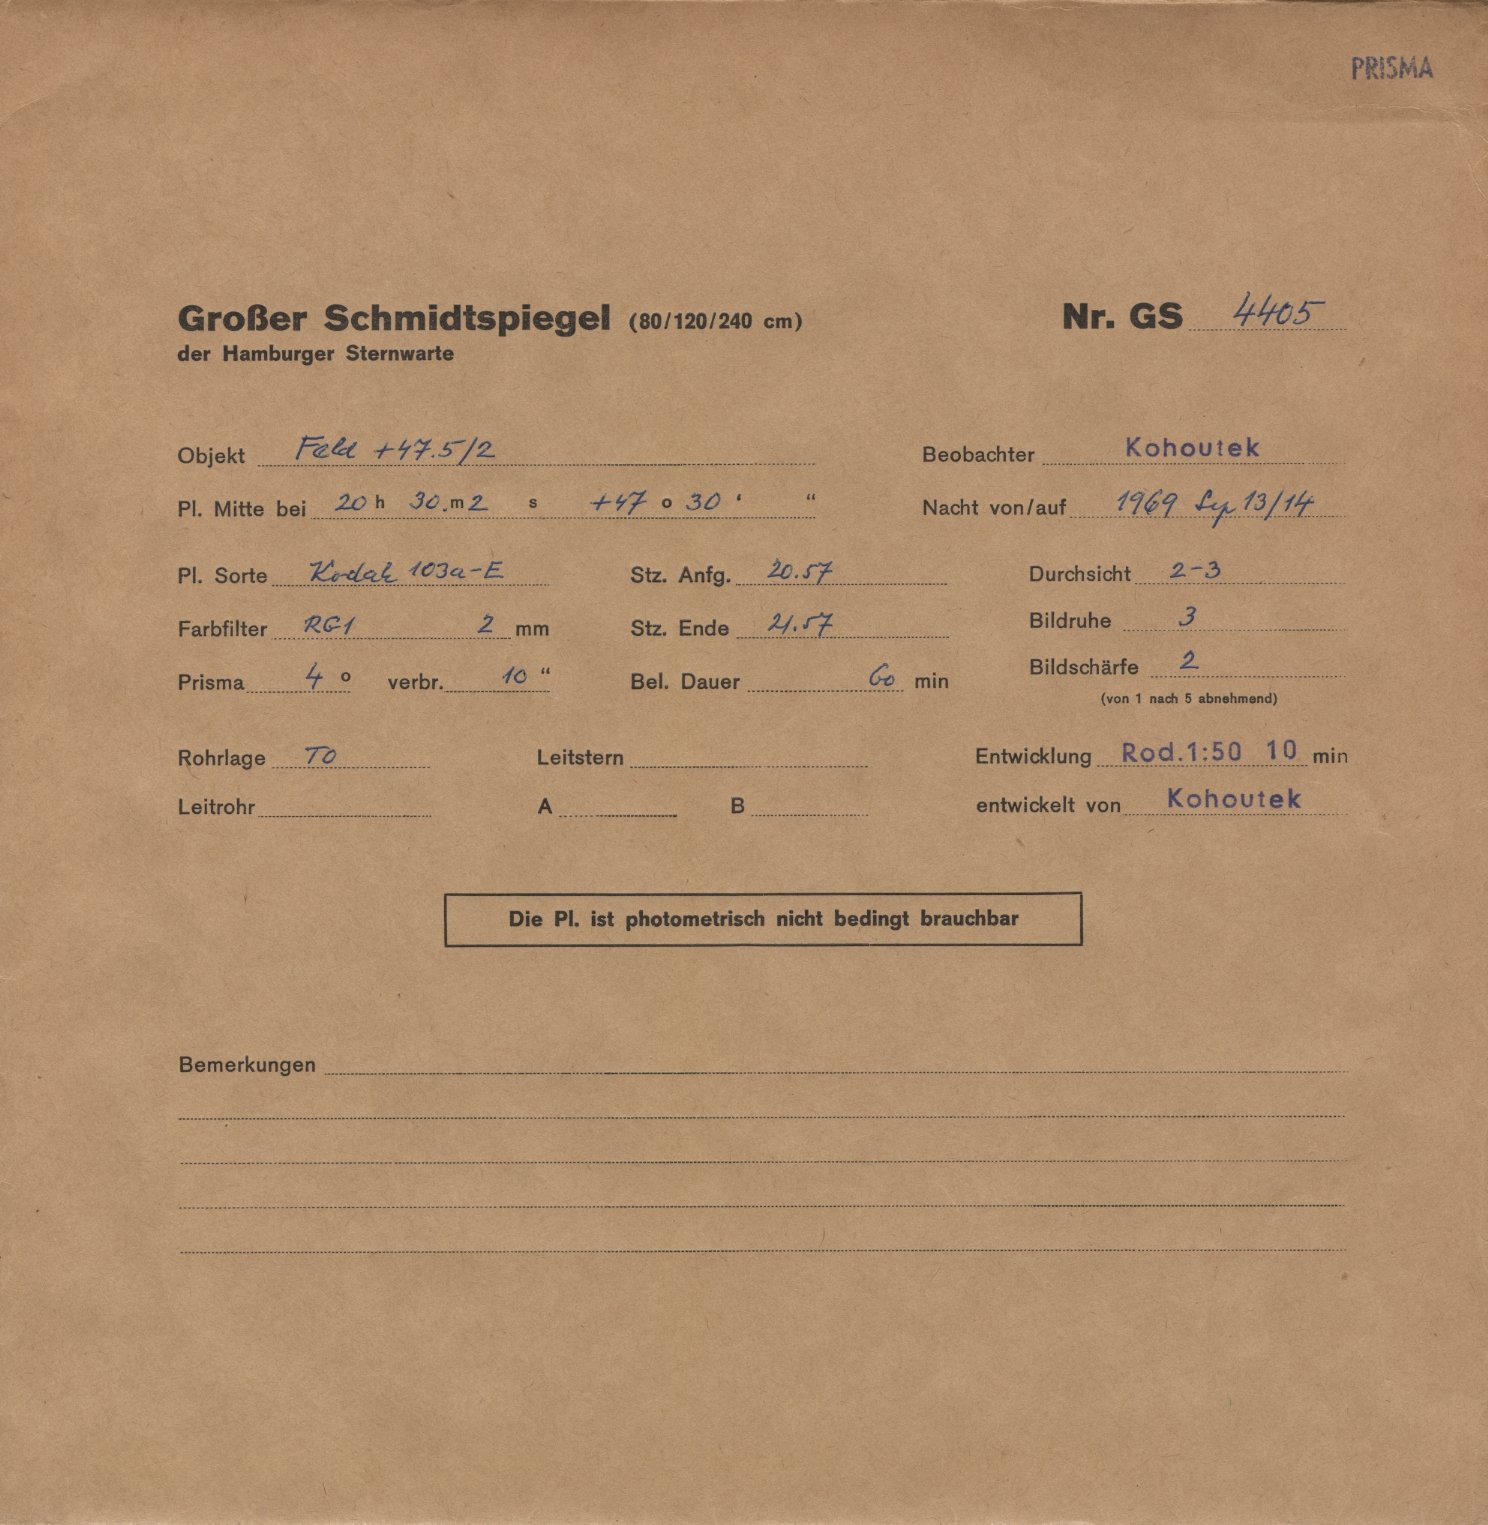 PRISMA
Großer Schmidtspiegel (80/120/240 cm) Nr. GS 4405
der Hamburger Sternwarte
Objekt Feld +47.5/2 Beobachter Kohoutek
Pl. Mitte bei 20 h 30.m2 s +47 o 30 ‘ “ Nacht von/auf 1969 Sep 13/14
Pl. Sorte Kodak 103a-E Stz. Anfg. 20.57 Durchsicht 2-3
Farbfilter RG1 2 mm Stz. Ende 21.57 Bildruhe 3
Prisma 4 o verbr. 10 “ Bel. Dauer 60 min Bildschärfe 2
(von 1 nach 5 abnehmend)
Rohrlage TO Leitstern Entwicklung Rod.1:50 10 min
Leitrohr A B entwickelt von Kohoutek
Die Pl. ist photometrisch nicht bedingt brauchbar
Bemerkungen